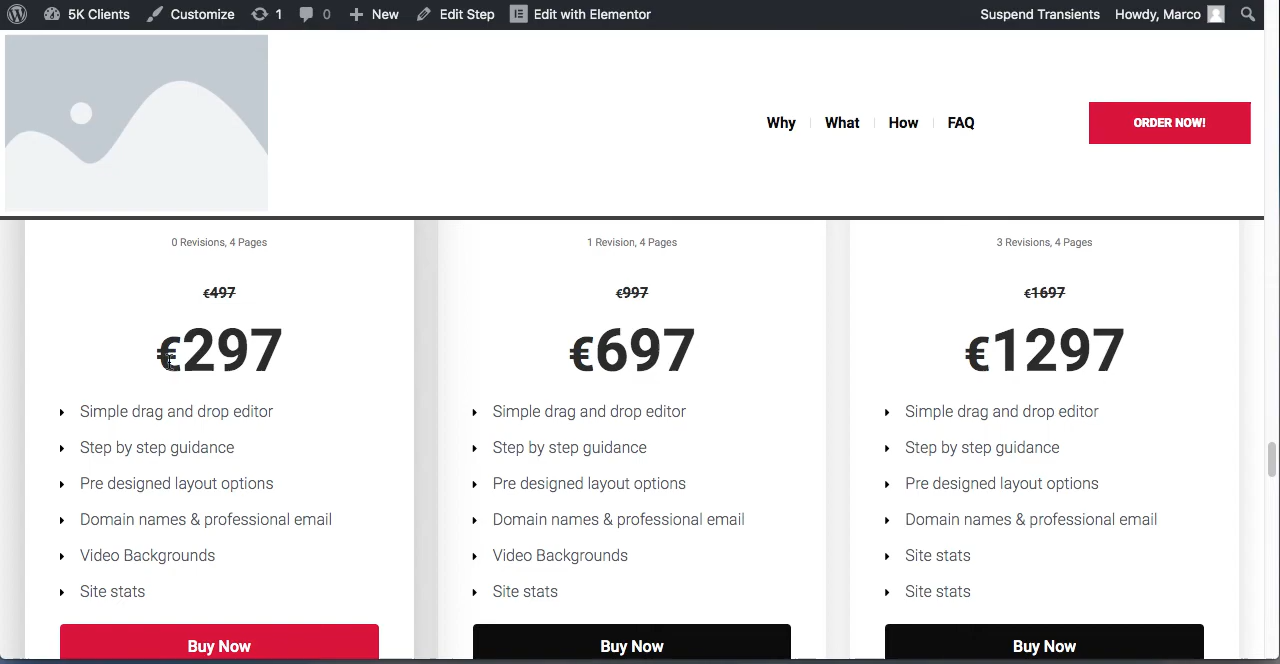 5K Clients Customize 1 0 New Edit Step Edit with Elementor Suspend Transients Howdy, Marco
Why What How FAQ ORDER NOW!
0 Revisions, 4 Pages
€497
€297
Simple drag and drop editor
Step by step guidance
Pre designed layout options
Domain names & professional email
Video Backgrounds
Site stats
Buy Now
1 Revision, 4 Pages
€997
€697
Simple drag and drop editor
Step by step guidance
Pre designed layout options
Domain names & professional email
Video Backgrounds
Site stats
Buy Now
3 Revisions, 4 Pages
€1697
€1297
Simple drag and drop editor
Step by step guidance
Pre designed layout options
Domain names & professional email
Site stats
Site stats
Buy Now